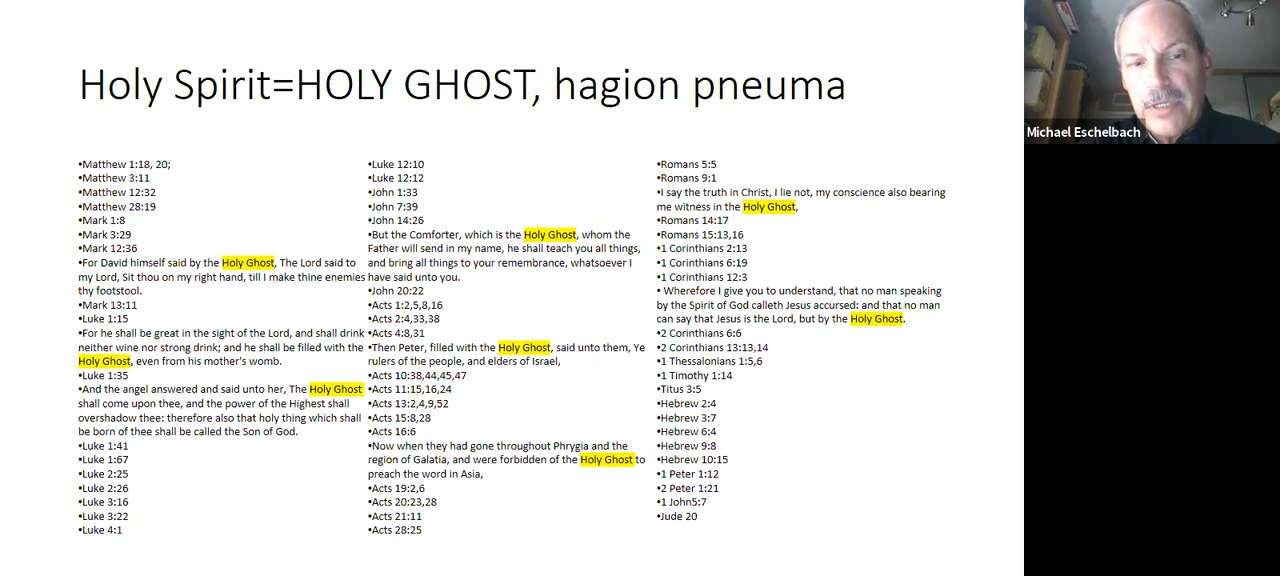 Holy Spirit=HOLY GHOST, hagion pneuma
•Matthew 1:18, 20;
•Matthew 3:11
•Matthew 12:32
•Matthew 28:19
•Mark 1:8
•Mark 3:29
•Mark 12:36
•For David himself said by the Holy Ghost, The Lord said to
my Lord, Sit thou on my right hand, till I make thine enemies
thy footstool.
•Mark 13:11
•Luke 1:15
•For he shall be great in the sight of the Lord, and shall drink
neither wine nor strong drink; and he shall be filled with the
Holy Ghost, even from his mother's womb.
•Luke 1:35
•And the angel answered and said unto her, The Holy Ghost
shall come upon thee, and the power of the Highest shall
overshadow thee: therefore also that holy thing which shall
be born of thee shall be called the Son of God.
•Luke 1:41
•Luke 1:67
•Luke 2:25
•Luke 2:26
•Luke 3:16
•Luke 3:22
•Luke 4:1
•Luke 12:10
•Luke 12:12
•John 1:33
•John 7:39
•John 14:26
•But the Comforter, which is the Holy Ghost, whom the
Father will send in my name, he shall teach you all things,
and bring all things to your remembrance, whatsoever I
have said unto you.
•John 20:22
•Acts 1:2,5,8,16
•Acts 2:4,33,38
•Acts 4:8,31
•Then Peter, filled with the Holy Ghost, said unto them, Ye
rulers of the people, and elders of Israel,
•Acts 10:38,44,45,47
•Acts 11:15,16,24
•Acts 13:2,4,9,52
•Acts 15:8,28
•Acts 16:6
•Now when they had gone throughout Phrygia and the
region of Galatia, and were forbidden of the Holy Ghost to
preach the word in Asia,
•Acts 19:2,6
•Acts 20:23,28
•Acts 21:11
•Acts 28:25
•Romans 5:5
•Romans 9:1
•I say the truth in Christ, I lie not, my conscience also bearing
me witness in the Holy Ghost,
•Romans 14:17
•Romans 15:13,16
•1 Corinthians 2:13
•1 Corinthians 6:19
•1 Corinthians 12:3
• Wherefore I give you to understand, that no man speaking
by the Spirit of God calleth Jesus accursed: and that no man
can say that Jesus is the Lord, but by the Holy Ghost.
•2 Corinthians 6:6
•2 Corinthians 13:13,14
•1 Thessalonians 1:5,6
•1 Timothy 1:14
•Titus 3:5
•Hebrew 2:4
•Hebrew 3:7
•Hebrew 6:4
•Hebrew 9:8
•Hebrew 10:15
•1 Peter 1:12
•2 Peter 1:21
•1 John5:7
•Jude 20
Michael Eschelbach